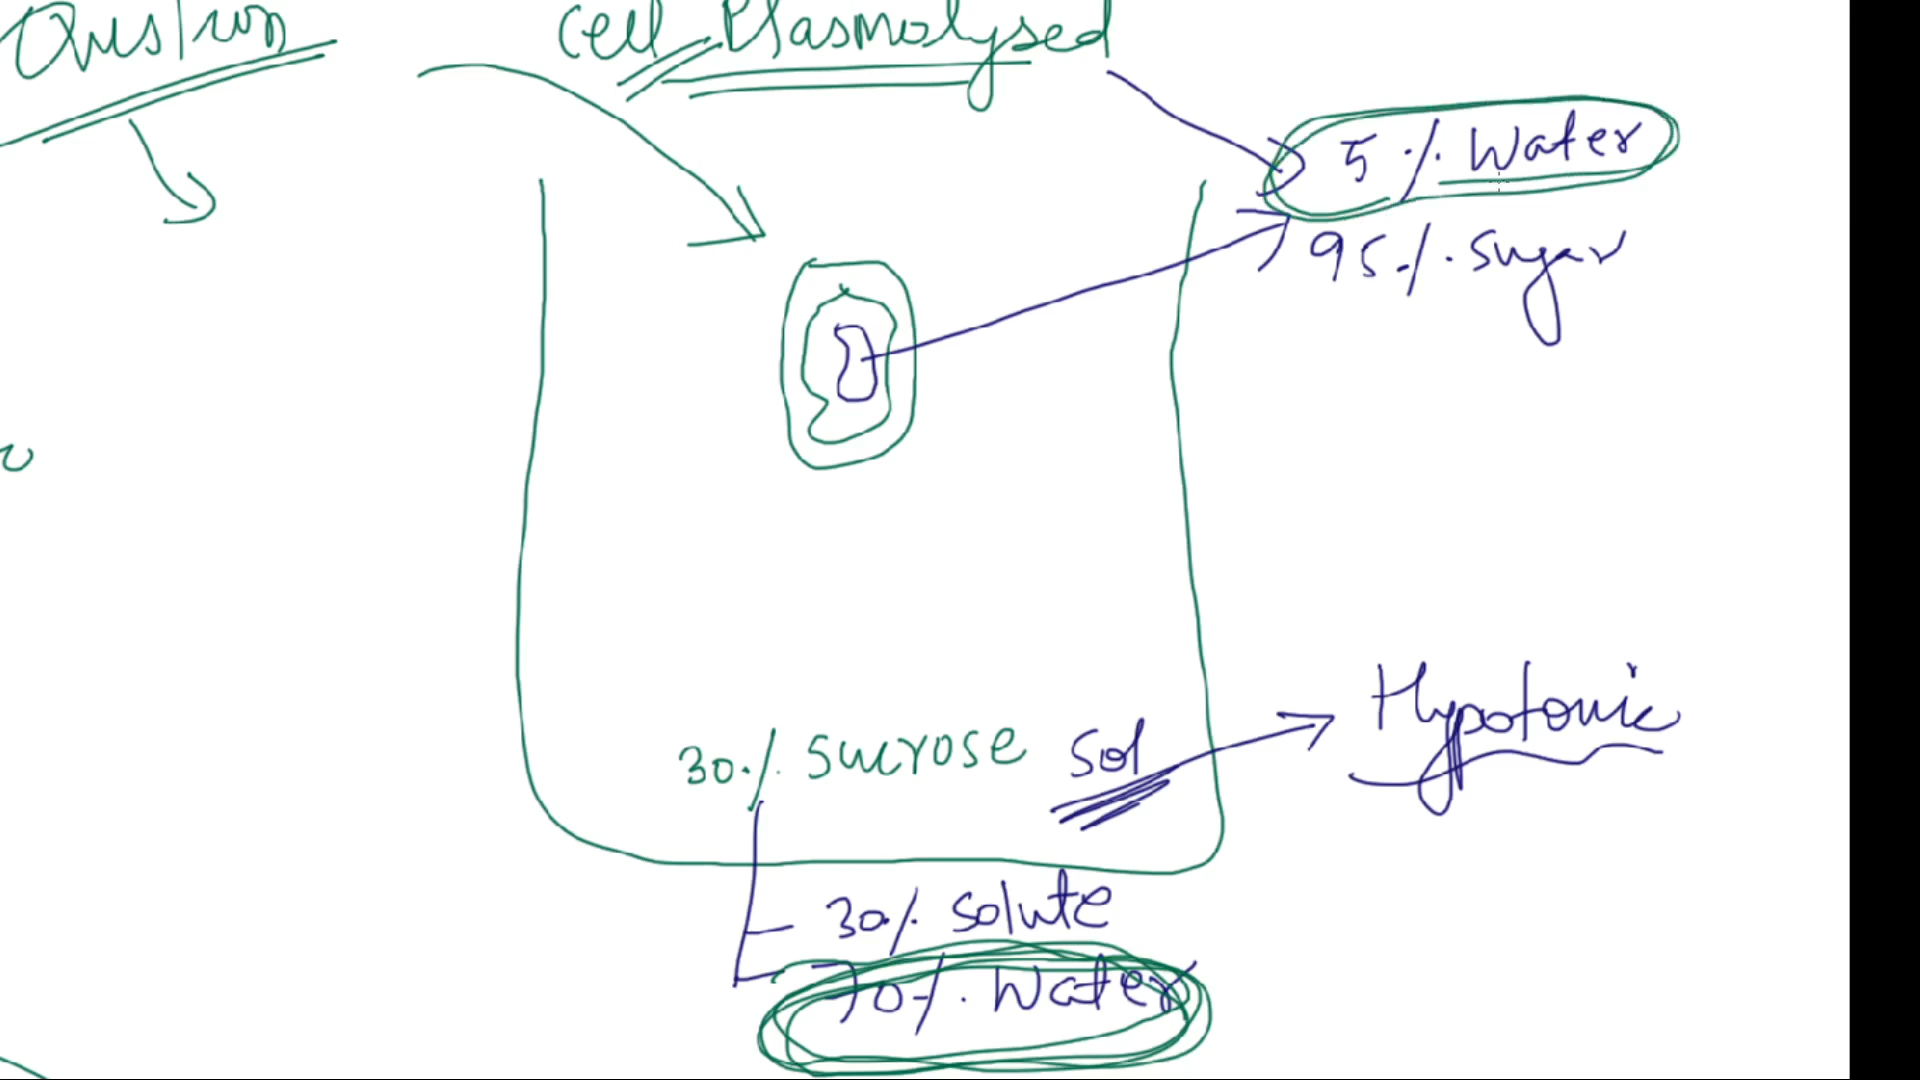 Question
Cell Plasmolysed
5% Water
95% Sugar
30% Sucrose Sol
Hypotonic
30% Solute
70% Water